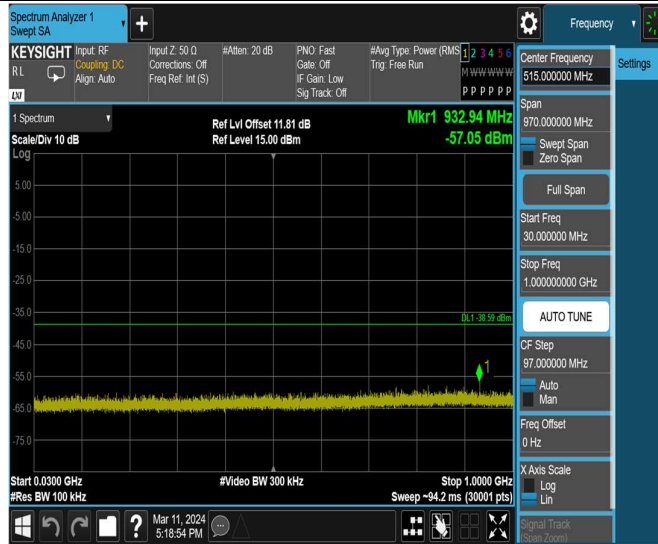 Spectrum Analyzer 1
Swept SA
Frequency
KEYSIGHT
RL
LXI
Input: RF
Coupling: DC
Align: Auto
Input Z: 50 Ω
Corrections: Off
Freq Ref: Int (S)
#Atten: 20 dB
PNO: Fast
Gate: Off
IF Gain: Low
Sig Track: Off
#Avg Type: Power (RMS
Trig: Free Run
1 2 3 4 5 6
M W W W W W
P P P P P P
Center Frequency
515.000000 MHz
Settings
Span
970.000000 MHz
Swept Span
Zero Span
Full Span
Start Freq
30.000000 MHz
Stop Freq
1.000000000 GHz
AUTO TUNE
CF Step
97.000000 MHz
Auto
Man
Freq Offset
0 Hz
X Axis Scale
Log
Lin
Signal Track
(Span Zoom)
1 Spectrum
Scale/Div 10 dB
Log
Ref Lvl Offset 11.81 dB
Ref Level 15.00 dBm
Mkr1 932.94 MHz
-57.05 dBm
5.00
-5.00
-15.0
-25.0
-35.0
DL1 -38.59 dBm
-45.0
1
-55.0
-65.0
-75.0
Start 0.0300 GHz
#Res BW 100 kHz
#Video BW 300 kHz
Stop 1.0000 GHz
Sweep ~94.2 ms (30001 pts)
?
Mar 11, 2024
5:18:54 PM